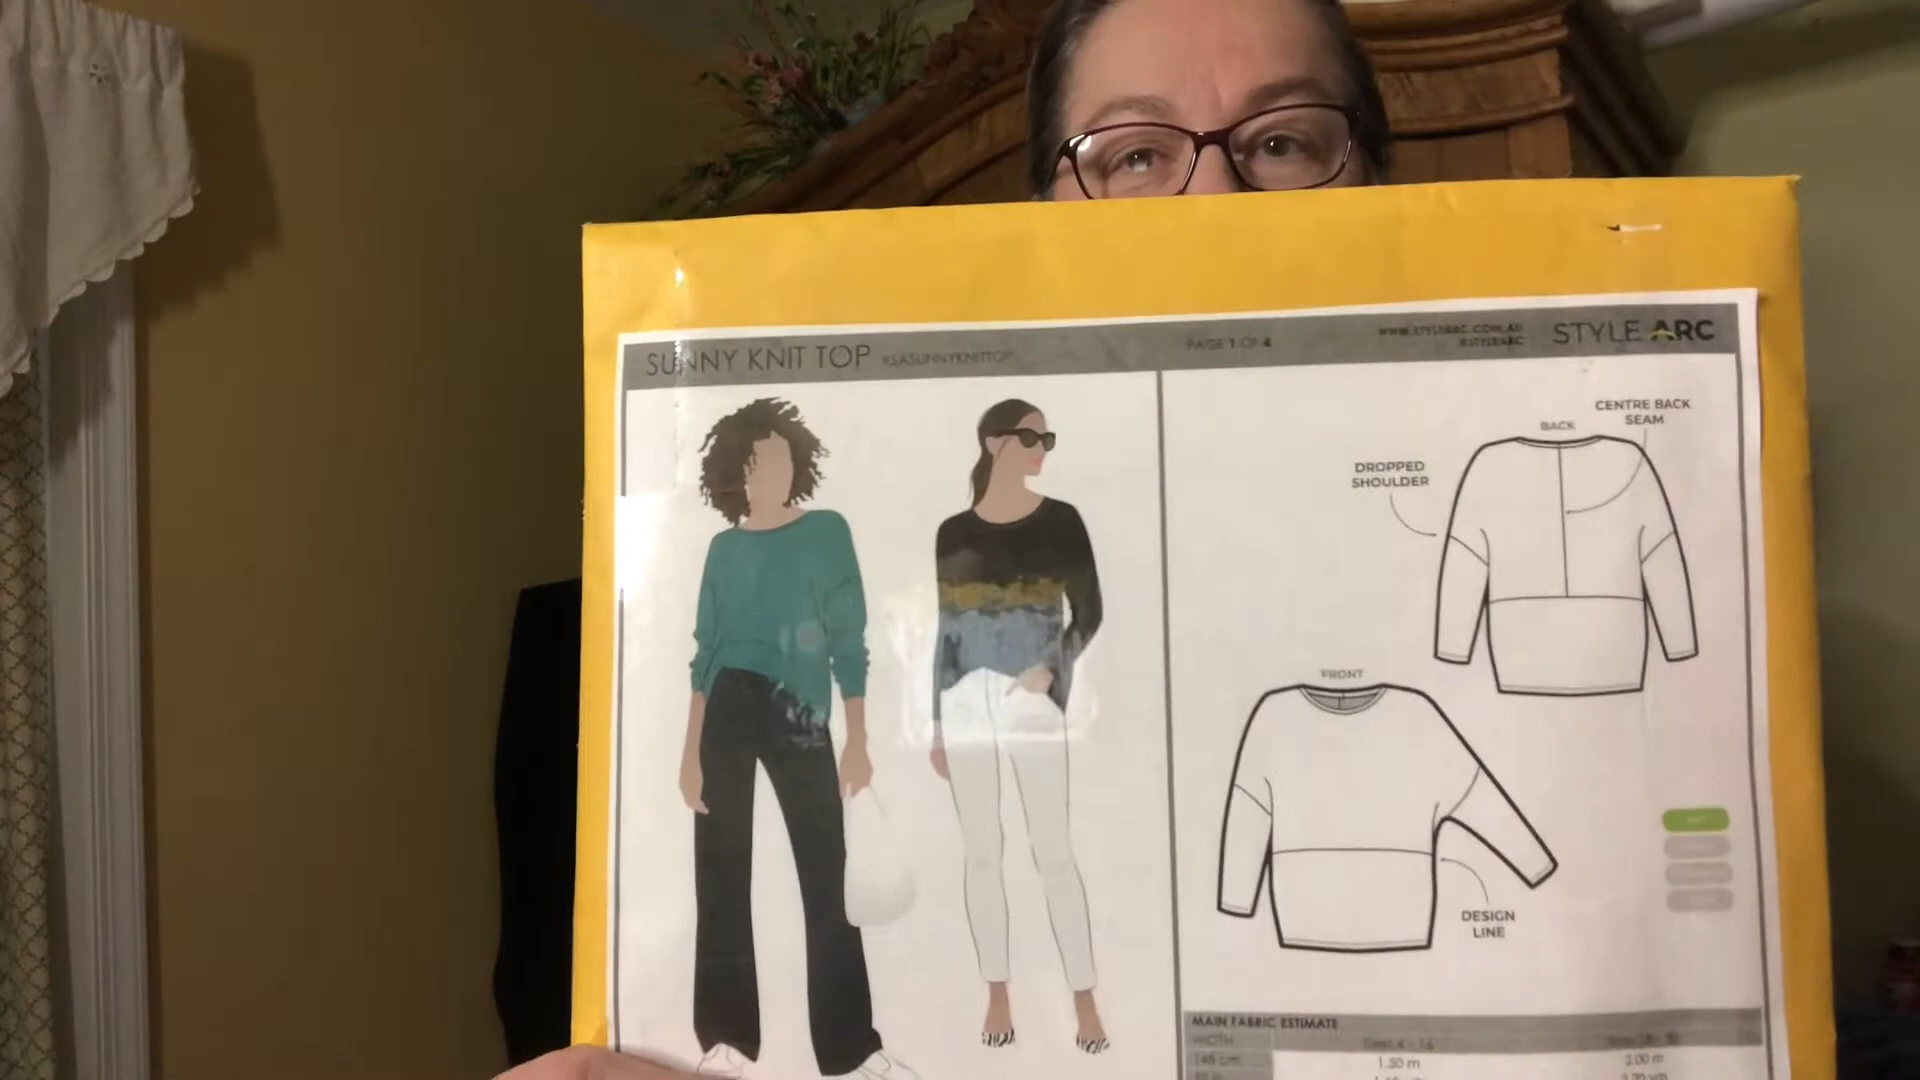 SUNNY KNIT TOP #SASUNNYKNITTOP
PAGE 1 OF 4
WWW.STYLEARC.COM.AU
#STYLEARC
STYLE ARC
CENTRE BACK
SEAM
BACK
DROPPED
SHOULDER
FRONT
DESIGN
LINE
MAIN FABRIC ESTIMATE
WIDTH
148 cm 1.50 m 2.00 m